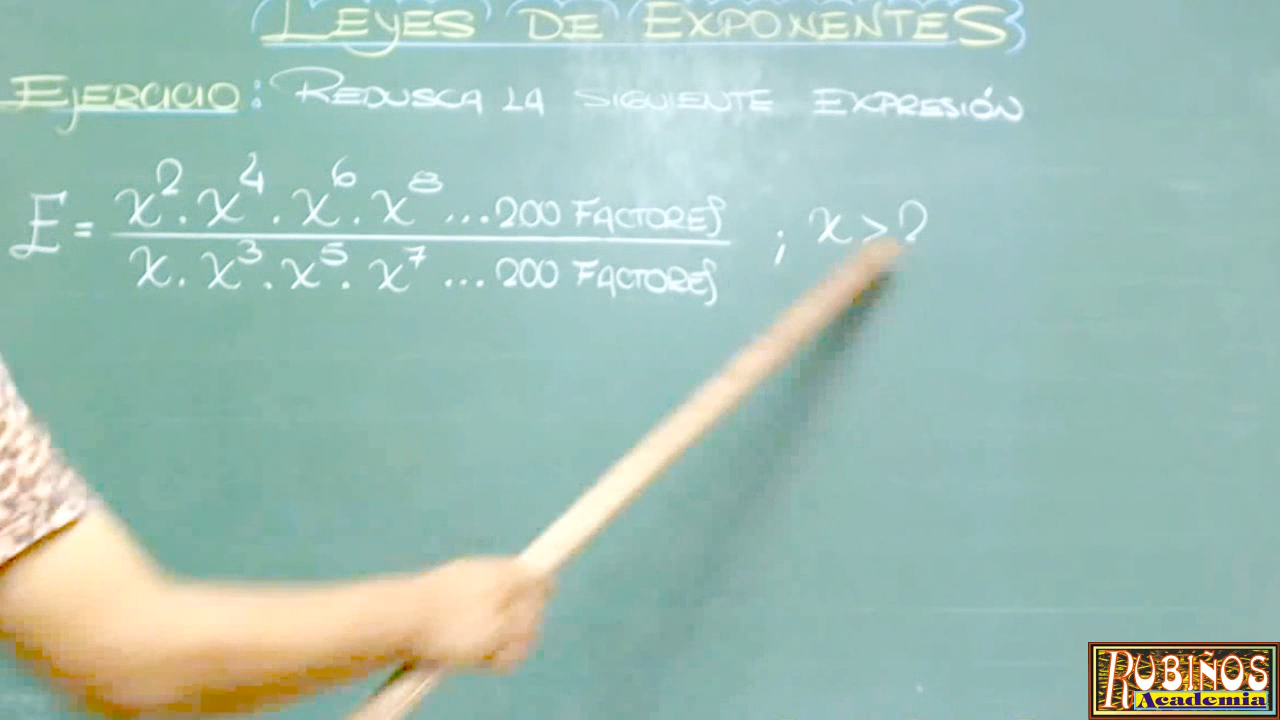 LEYES DE EXPONENTES
EJERCICIO: REDUSCA LA SIGUIENTE EXPRESIÓN
E = x². x⁴. x⁶. x⁸ ... 200 FACTORES
x. x³. x⁵. x⁷ ... 200 FACTORES
; x >
RUBIÑOS
Academia